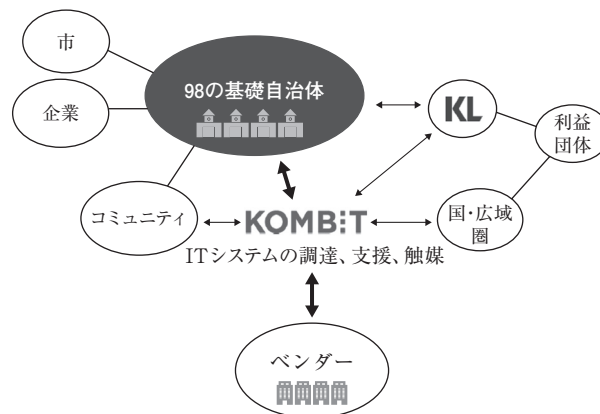 市
98の基礎自治体
企業
KL
利益
団体
コミュニティ
KOMBIT
国・広域
圏
ITシステムの調達、支援、触媒
ベンダー